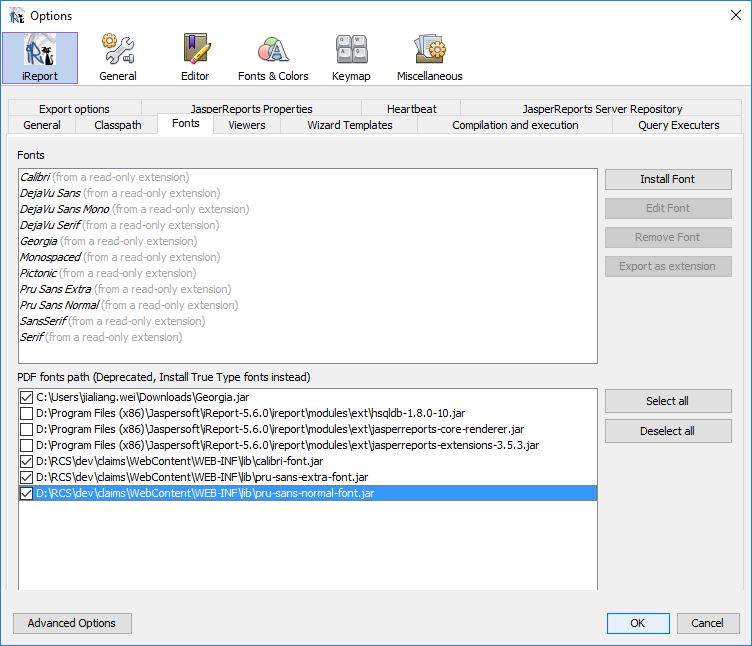 Options
iReport
General
Editor
Fonts & Colors
Keymap
Miscellaneous
Export options
JasperReports Properties
Heartbeat
JasperReports Server Repository
General
Classpath
Fonts
Viewers
Wizard Templates
Compilation and execution
Query Executers
Fonts
Calibri (from a read-only extension)
DejaVu Sans (from a read-only extension)
DejaVu Sans Mono (from a read-only extension)
DejaVu Serif (from a read-only extension)
Georgia (from a read-only extension)
Monospaced (from a read-only extension)
Pictonic (from a read-only extension)
Pru Sans Extra (from a read-only extension)
Pru Sans Normal (from a read-only extension)
SansSerif (from a read-only extension)
Serif (from a read-only extension)
Install Font
Edit Font
Remove Font
Export as extension
PDF fonts path (Deprecated, Install True Type fonts instead)
C:\Users\jialiang.wei\Downloads\Georgia.jar
D:\Program Files (x86)\Jaspersoft\iReport-5.6.0\ireport\modules\ext\hsqldb-1.8.0-10.jar
D:\Program Files (x86)\Jaspersoft\iReport-5.6.0\ireport\modules\ext\jasperreports-core-renderer.jar
D:\Program Files (x86)\Jaspersoft\iReport-5.6.0\ireport\modules\ext\jasperreports-extensions-3.5.3.jar
D:\RCS\dev\claims\WebContent\WEB-INF\lib\calibri-font.jar
D:\RCS\dev\claims\WebContent\WEB-INF\lib\pru-sans-extra-font.jar
D:\RCS\dev\claims\WebContent\WEB-INF\lib\pru-sans-normal-font.jar
Select all
Deselect all
Advanced Options
OK
Cancel